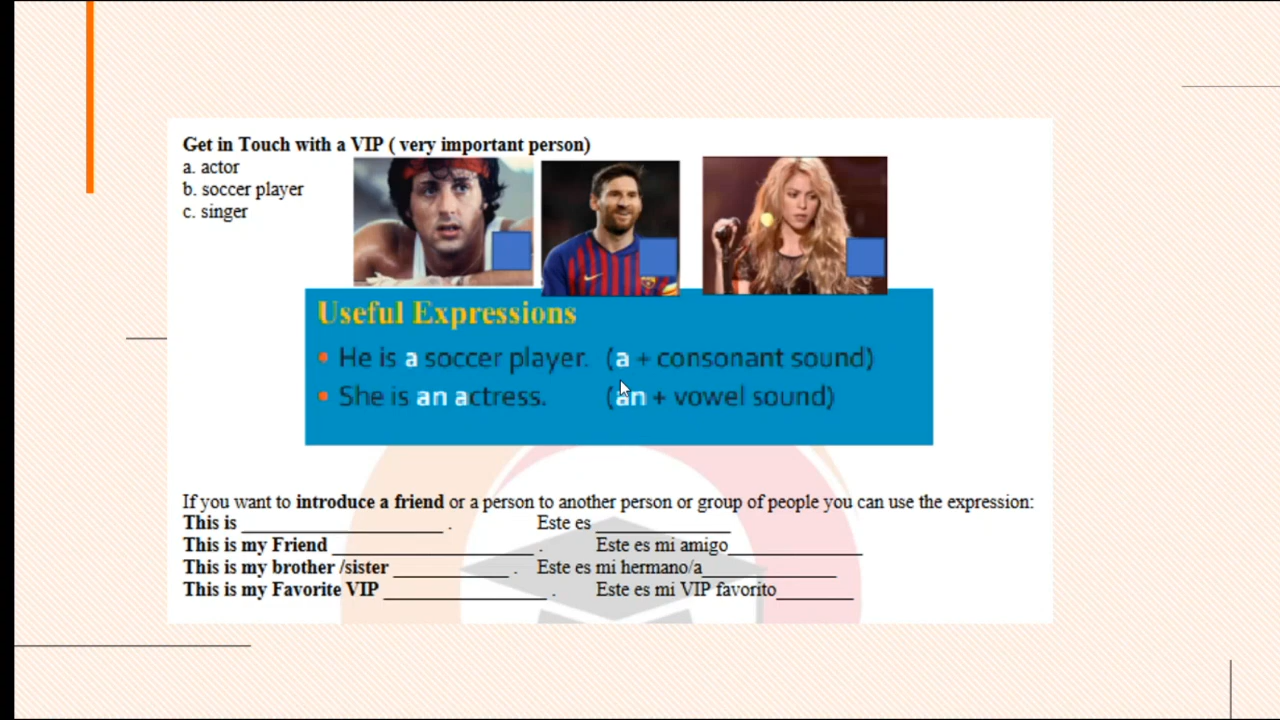 Get in Touch with a VIP ( very important person)
a. actor
b. soccer player
c. singer
Useful Expressions
• He is a soccer player. (a + consonant sound)
• She is an actress. (an + vowel sound)
If you want to introduce a friend or a person to another person or group of people you can use the expression:
This is ____________________ . Este es ______________
This is my Friend ____________________ . Este es mi amigo______________
This is my brother /sister ____________ . Este es mi hermano/a______________
This is my Favorite VIP _________________ . Este es mi VIP favorito________